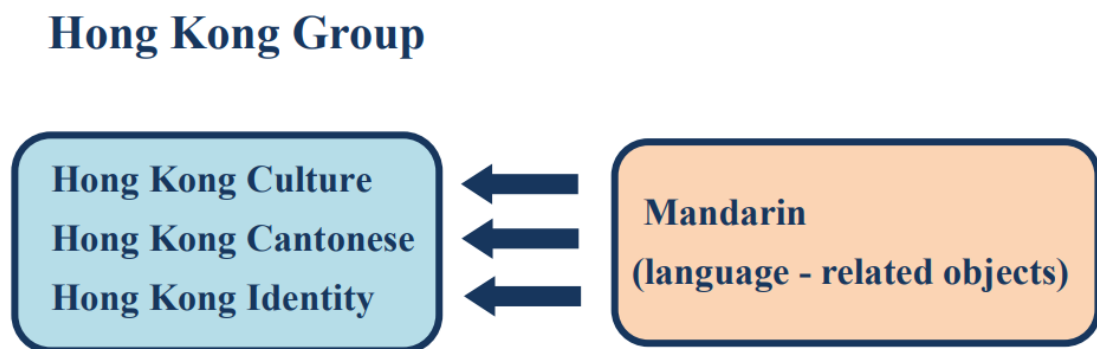 Hong Kong Group
Hong Kong Culture
Hong Kong Cantonese
Hong Kong Identity
Mandarin
(language - related objects)